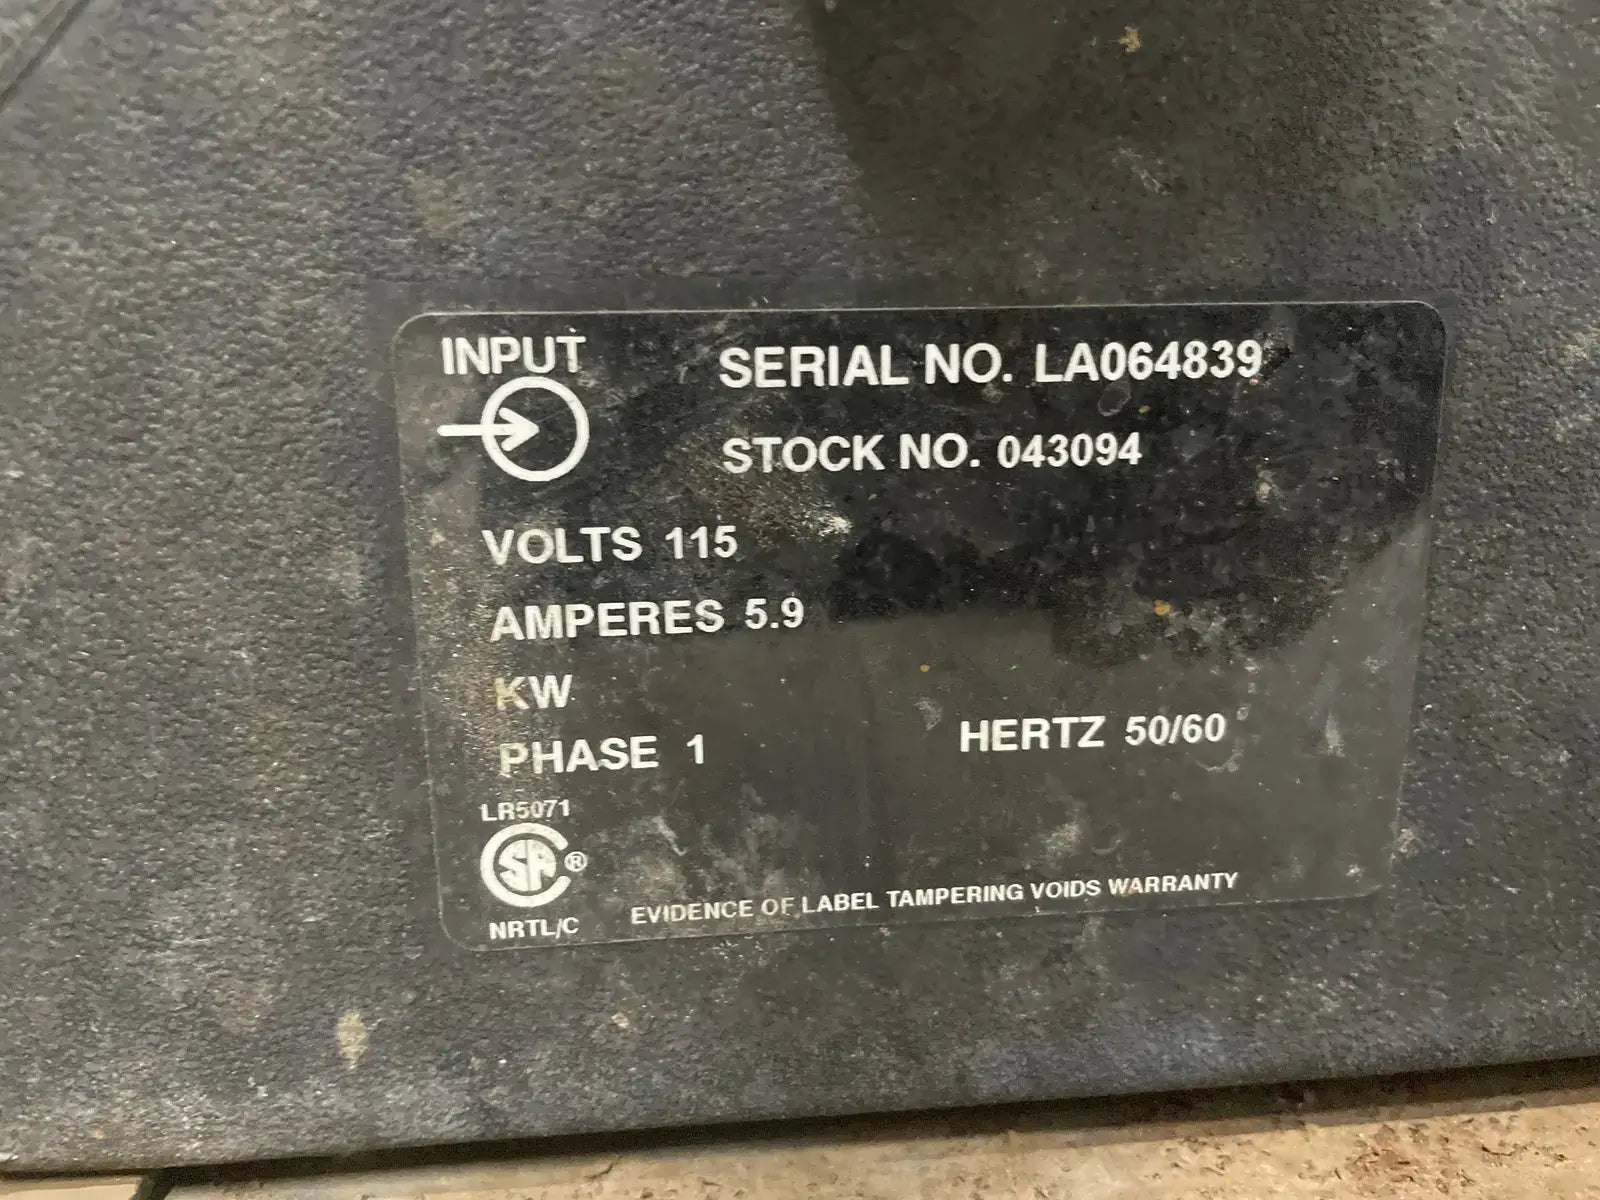 INPUT
SERIAL NO. LA064839
STOCK NO. 043094
VOLTS 115
AMPERES 5.9
KW
PHASE 1
HERTZ 50/60
LR5071
SA ®
NRTL/C
EVIDENCE OF LABEL TAMPERING VOIDS WARRANTY